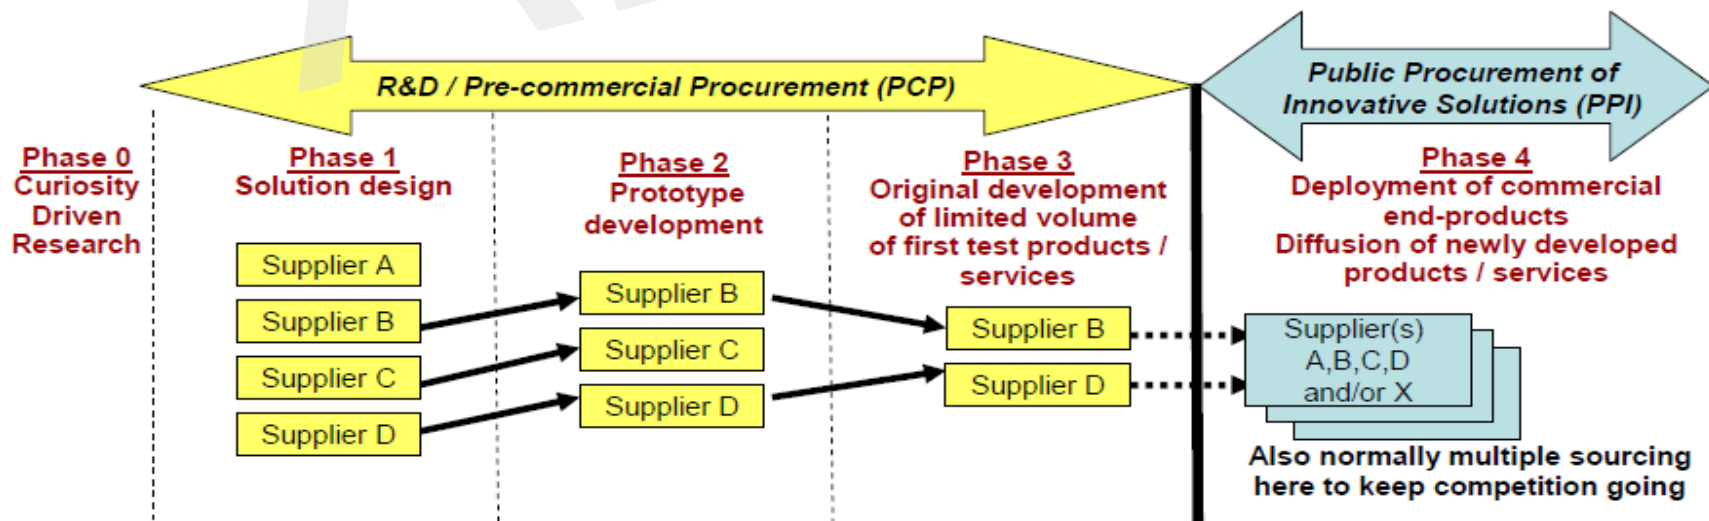 R&D / Pre-commercial Procurement (PCP)
Public Procurement of
Innovative Solutions (PPI)
Phase 0
Curiosity
Driven
Research
Phase 1
Solution design
Supplier A
Supplier B
Supplier C
Supplier D
Phase 2
Prototype
development
Supplier B
Supplier C
Supplier D
Phase 3
Original development
of limited volume
of first test products /
services
Supplier B
Supplier D
Phase 4
Deployment of commercial
end-products
Diffusion of newly developed
products / services
Supplier(s)
A,B,C,D
and/or X
Also normally multiple sourcing
here to keep competition going